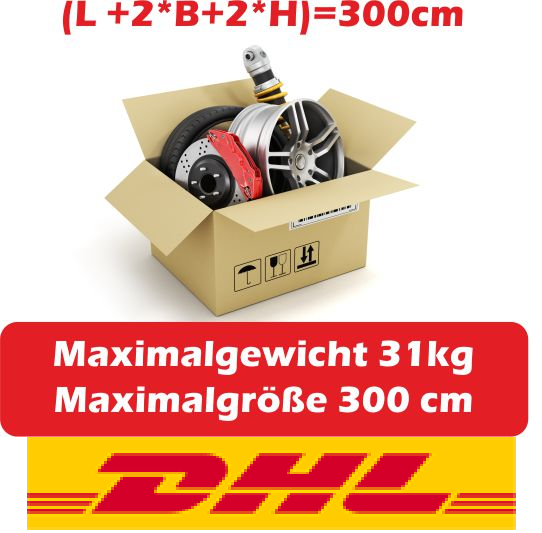 (L +2*B+2*H)=300cm
Maximalgewicht 31kg
Maximalgröße 300 cm
DHL